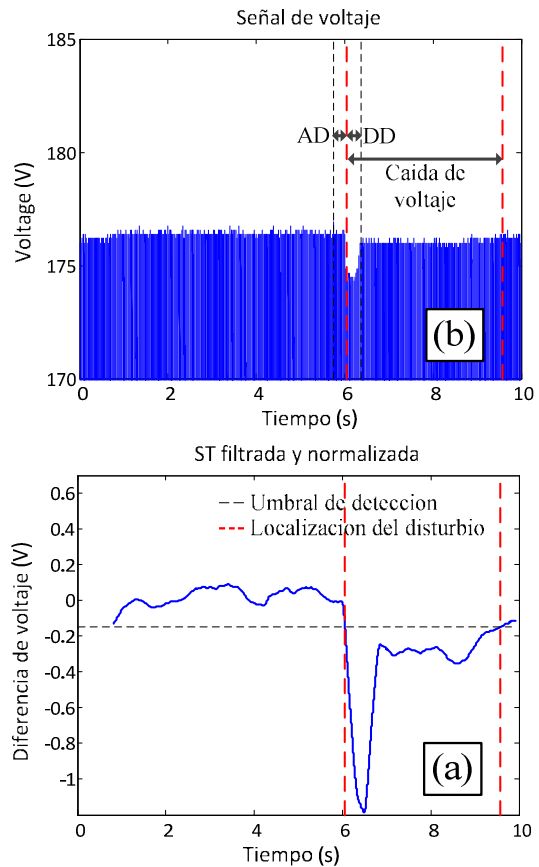 Señal de voltaje
185
180
175
170
Voltage (V)
AD
DD
Caida de
voltaje
(b)
0
2
4
6
8
10
Tiempo (s)
ST filtrada y normalizada
0.6
0.4
0.2
0
-0.2
-0.4
-0.6
-0.8
-1
Diferencia de voltaje (V)
Umbral de deteccion
Localizacion del disturbio
(a)
0
2
4
6
8
10
Tiempo (s)